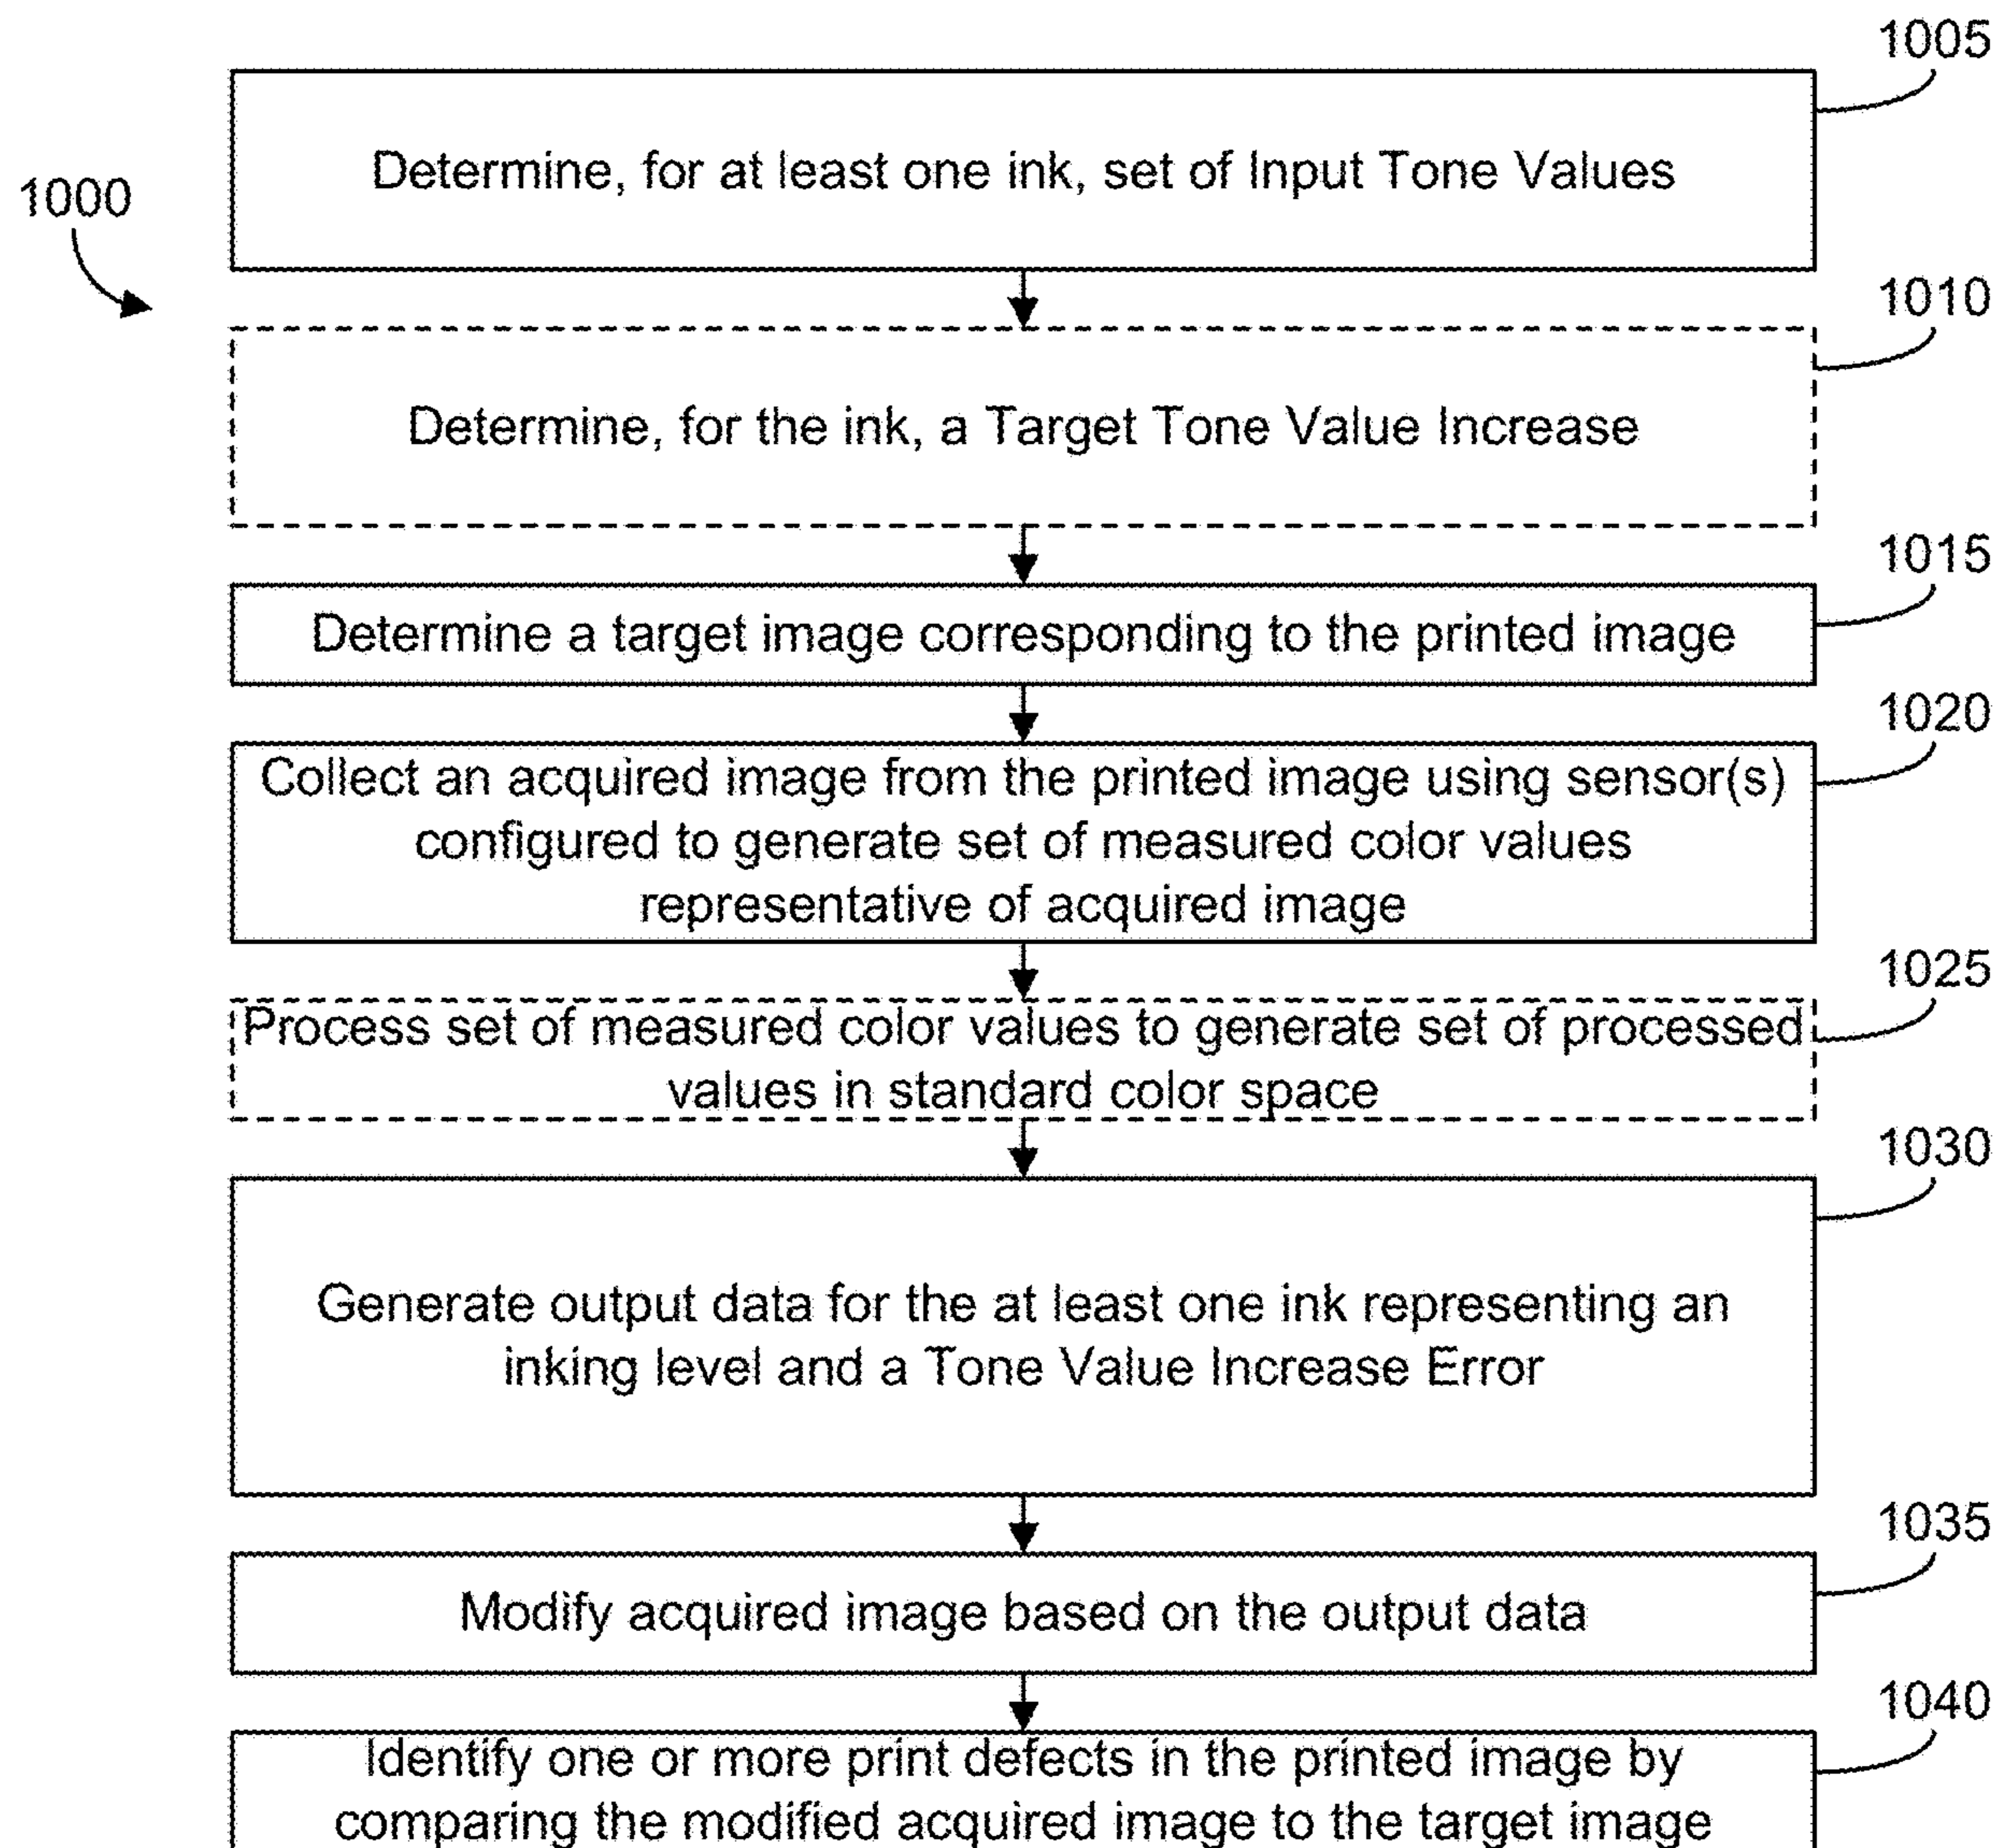 1005
Determine, for at least one ink, set of Input Tone Values
1000
1010
Determine, for the ink, a Target Tone Value Increase
1015
Determine a target image corresponding to the printed image
1020
Collect an acquired image from the printed image using sensor(s)
configured to generate set of measured color values
representative of acquired image
1025
Process set of measured color values to generate set of processed
values in standard color space
1030
Generate output data for the at least one ink representing an
inking level and a Tone Value Increase Error
1035
Modify acquired image based on the output data
1040
Identify one or more print defects in the printed image by
comparing the modified acquired image to the target image